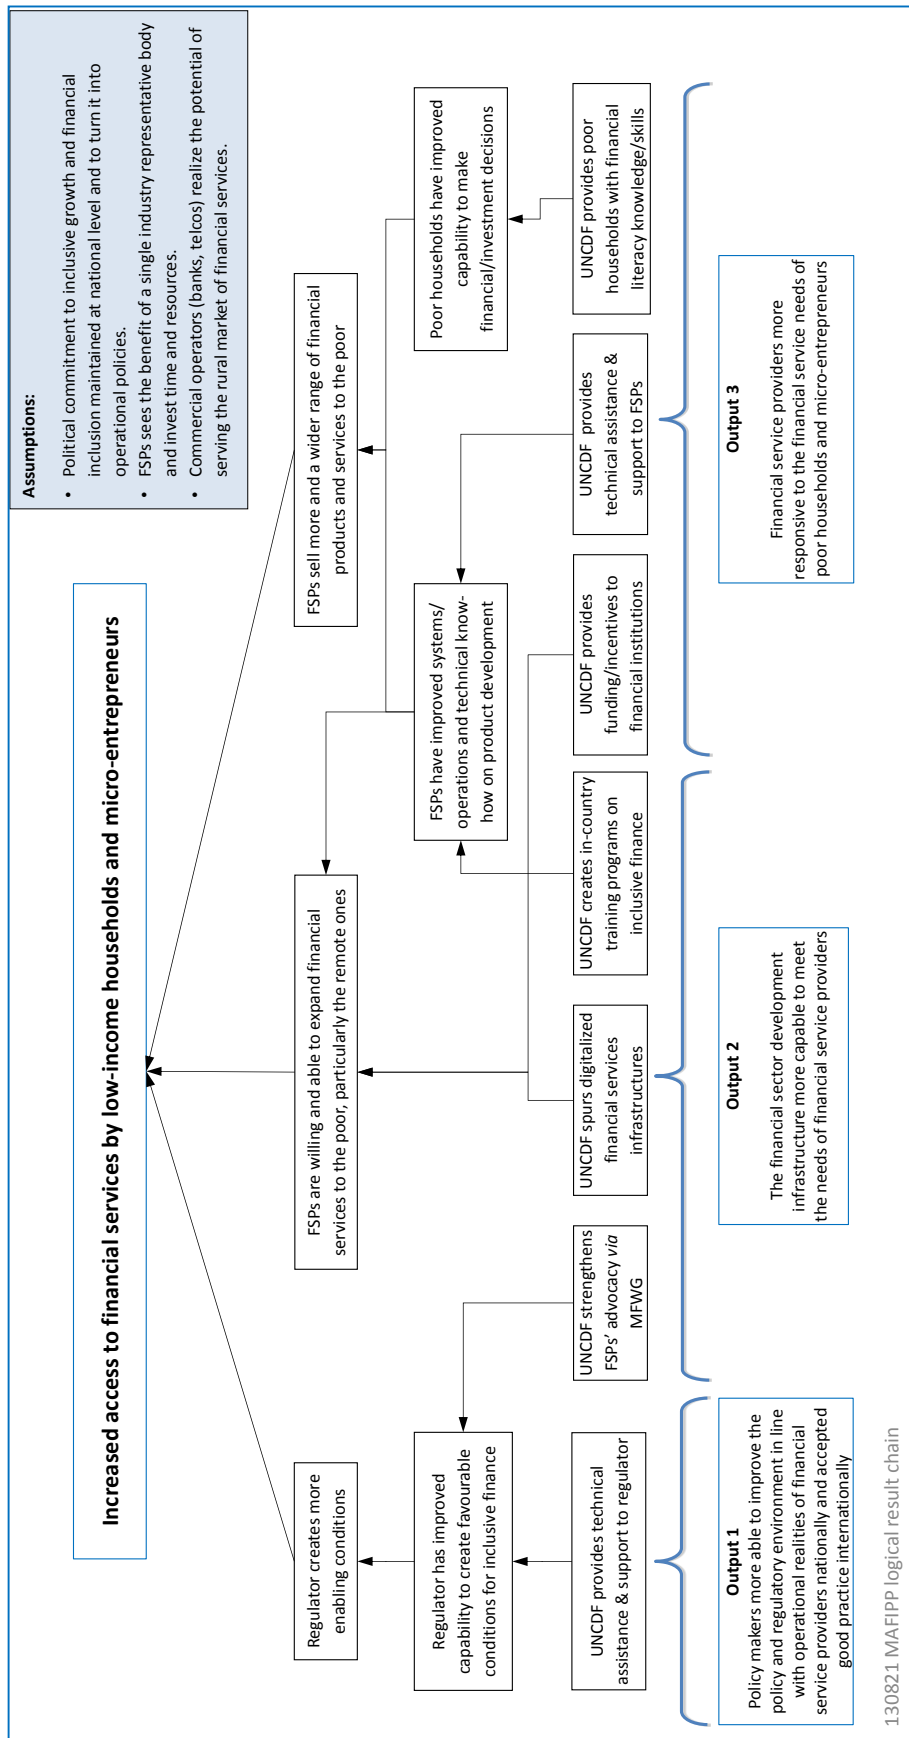 Increased access to financial services by low-income households and micro-entrepreneurs
Assumptions:
• Political commitment to inclusive growth and financial
inclusion maintained at national level and to turn it into
operational policies.
• FSPs sees the benefit of a single industry representative body
and invest time and resources.
• Commercial operators (banks, telcos) realize the potential of
serving the rural market of financial services.
Regulator creates more
enabling conditions
FSPs are willing and able to expand financial
services to the poor, particularly the remote ones
FSPs sell more and a wider range of financial
products and services to the poor
Regulator has improved
capability to create favourable
conditions for inclusive finance
FSPs have improved systems/
operations and technical know-
how on product development
Poor households have improved
capability to make
financial/investment decisions
UNCDF provides technical
assistance & support to regulator
UNCDF strengthens
FSPs’ advocacy via
MFWG
UNCDF spurs digitalized
financial services
infrastructures
UNCDF creates in-country
training programs on
inclusive finance
UNCDF provides
funding/incentives to
financial institutions
UNCDF provides
technical assistance &
support to FSPs
UNCDF provides poor
households with financial
literacy knowledge/skills
Output 1
Policy makers more able to improve the
policy and regulatory environment in line
with operational realities of financial
service providers nationally and accepted
good practice internationally
Output 2
The financial sector development
infrastructure more capable to meet
the needs of financial service providers
Output 3
Financial service providers more
responsive to the financial service needs of
poor households and micro-entrepreneurs
130821 MAFIPP logical result chain